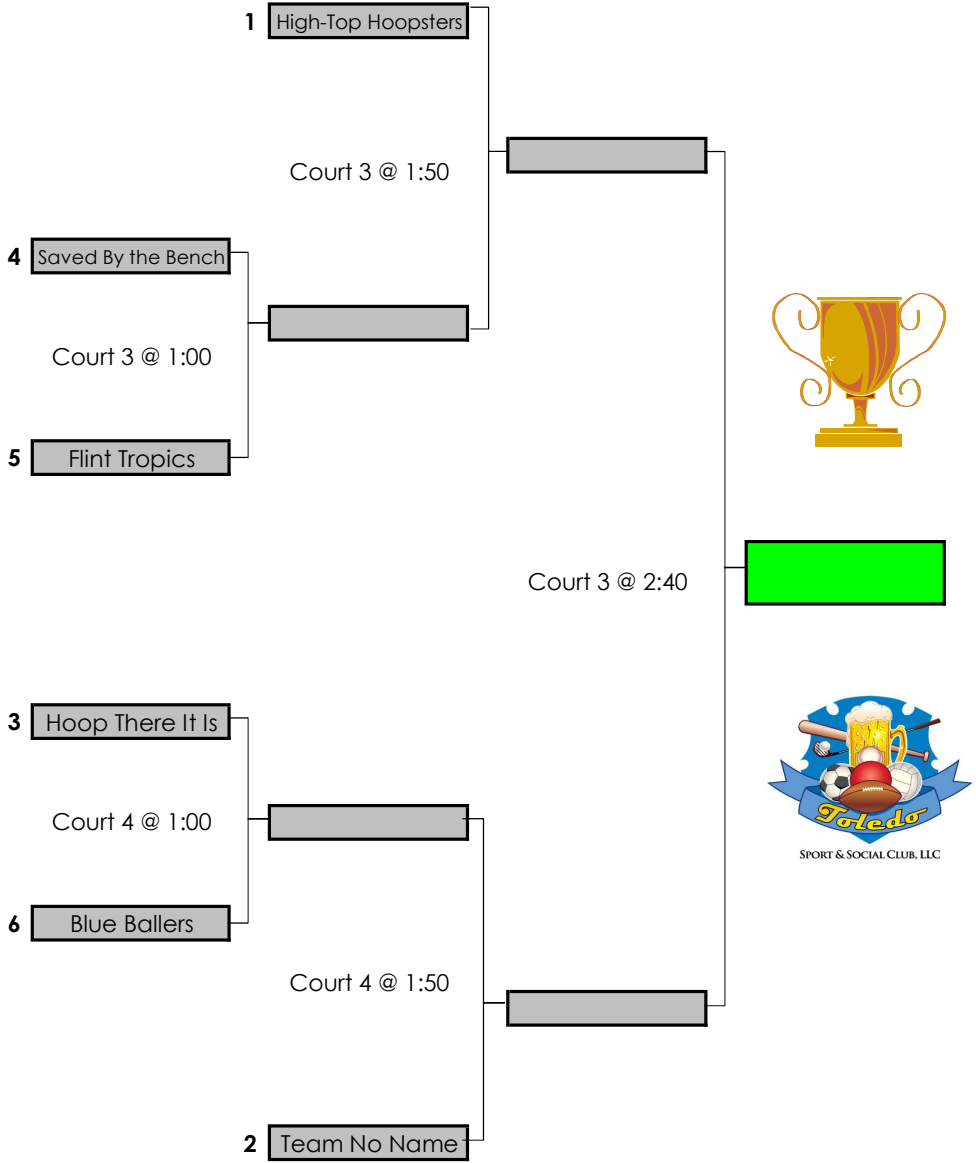 1 High-Top Hoopsters
Court 3 @ 1:50
4 Saved By the Bench
Court 3 @ 1:00
5 Flint Tropics
Court 3 @ 2:40
3 Hoop There It Is
Court 4 @ 1:00
6 Blue Ballers
Court 4 @ 1:50
2 Team No Name
Toledo
SPORT & SOCIAL CLUB, LLC